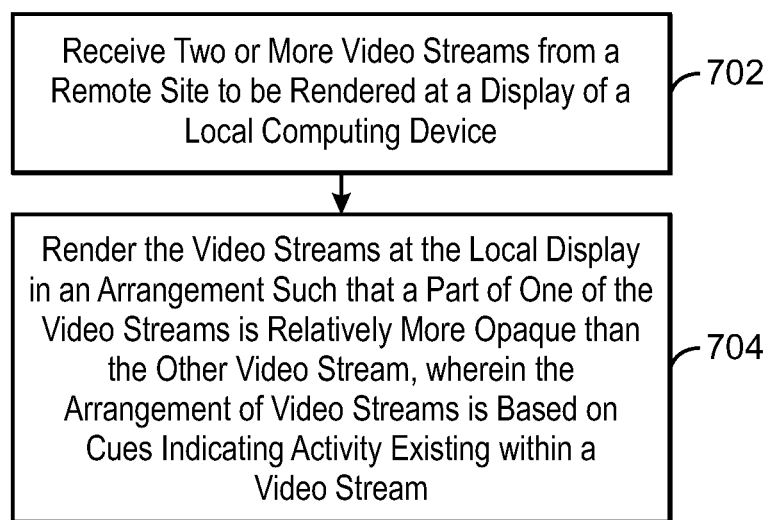 Receive Two or More Video Streams from a
Remote Site to be Rendered at a Display of a
Local Computing Device
702
Render the Video Streams at the Local Display
in an Arrangement Such that a Part of One of the
Video Streams is Relatively More Opaque than
the Other Video Stream, wherein the
Arrangement of Video Streams is Based on
Cues Indicating Activity Existing within a
Video Stream
704